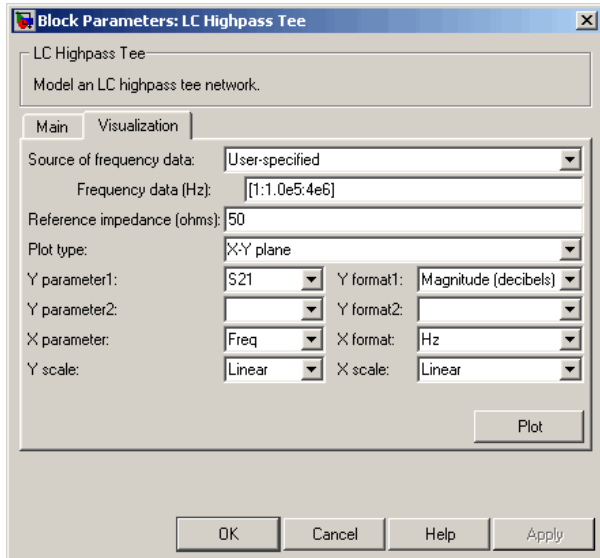 Block Parameters: LC Highpass Tee
LC Highpass Tee
Model an LC highpass tee network.
Main Visualization
Source of frequency data: User-specified
Frequency data (Hz): [1:1.0e5:4e6]
Reference impedance (ohms): 50
Plot type: X-Y plane
Y parameter1: S21 Y format1: Magnitude (decibels)
Y parameter2: Y format2:
X parameter: Freq X format: Hz
Y scale: Linear X scale: Linear
Plot
OK Cancel Help Apply